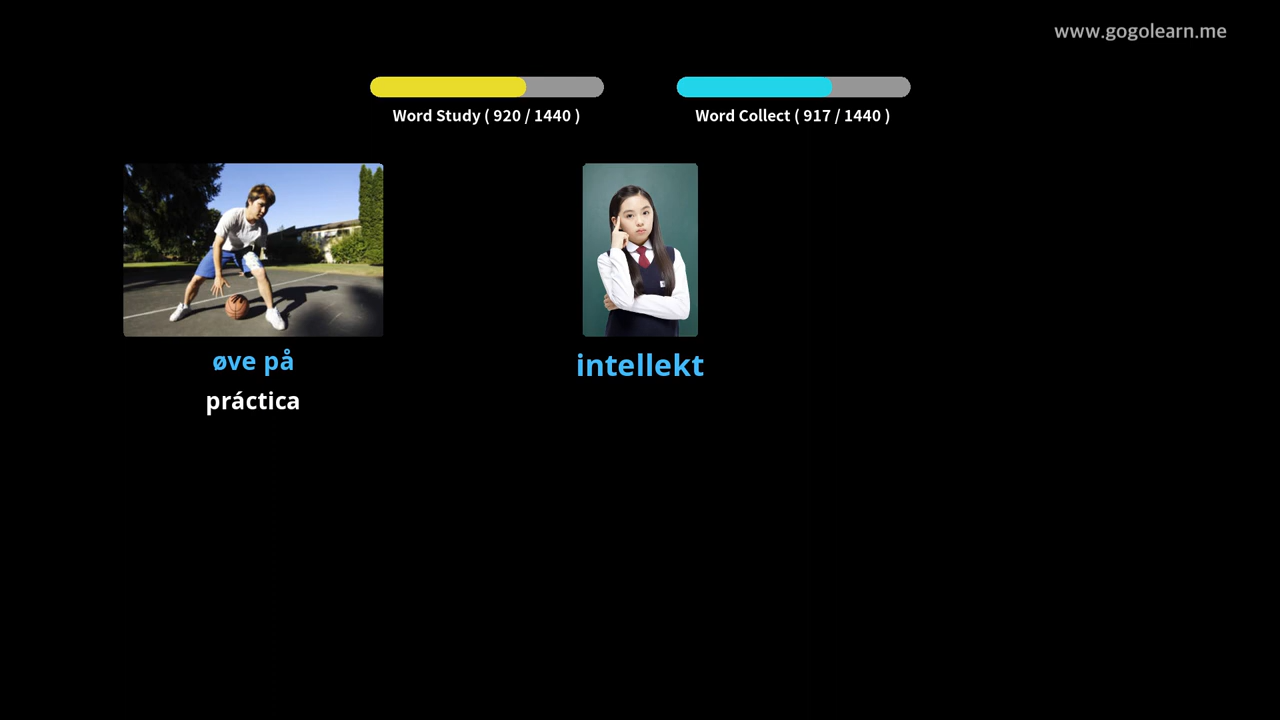 www.gogolearn.me
Word Study ( 920 / 1440 )
Word Collect ( 917 / 1440 )
øve på
práctica
intellekt